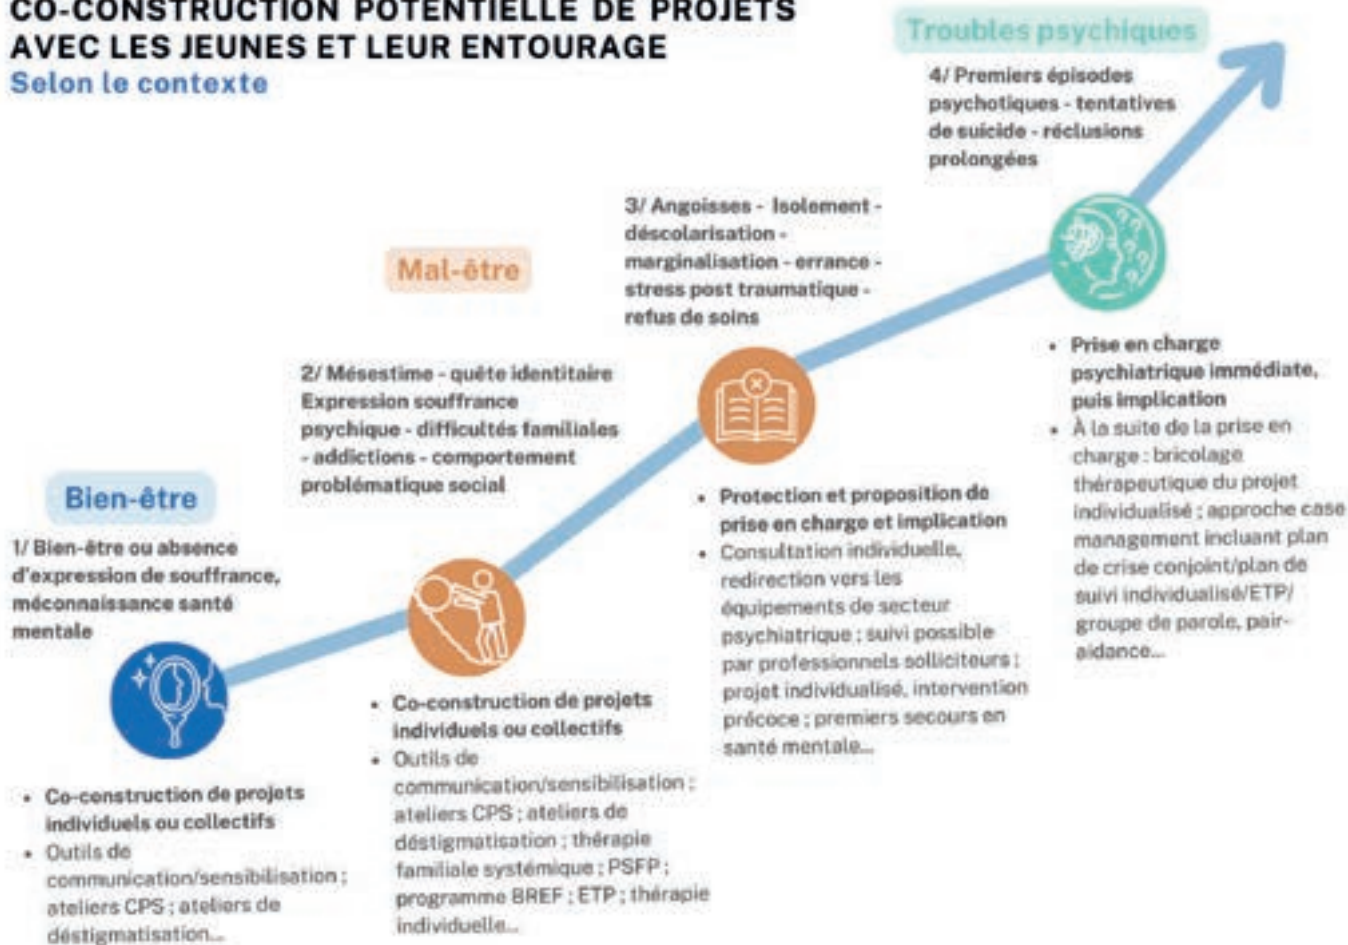 CO-CONSTRUCTION POTENTIELLE DE PROJETS
AVEC LES JEUNES ET LEUR ENTOURAGE
Selon le contexte
Bien-être
1/ Bien-être ou absence
d'expression de souffrance,
méconnaissance santé
mentale
• Co-construction de projets
individuels ou collectifs
• Outils de
communication/sensibilisation ;
ateliers CPS ; ateliers de
déstigmatisation...
Mal-être
2/ Mésestime - quête identitaire
Expression souffrance
psychique - difficultés familiales
- addictions - comportement
problématique social
• Co-construction de projets
individuels ou collectifs
• Outils de
communication/sensibilisation ;
ateliers CPS ; ateliers de
déstigmatisation ; thérapie
familiale systémique ; PSFP ;
programme BREF ; ETP ; thérapie
individuelle...
3/ Angoisses - Isolement -
déscolarisation -
marginalisation - errance -
stress post traumatique -
refus de soins
• Protection et proposition de
prise en charge et implication
• Consultation individuelle,
redirection vers les
équipements de secteur
psychiatrique ; suivi possible
par professionnels solliciteurs ;
projet individualisé, intervention
précoce ; premiers secours en
santé mentale...
Troubles psychiques
4/ Premiers épisodes
psychotiques - tentatives
de suicide - réclusions
prolongées
• Prise en charge
psychiatrique immédiate,
puis implication
• À la suite de la prise en
charge : bricolage
thérapeutique du projet
individualisé ; approche case
management incluant plan
de crise conjoint/plan de
suivi individualisé/ETP/
groupe de parole, pair-
aidance...